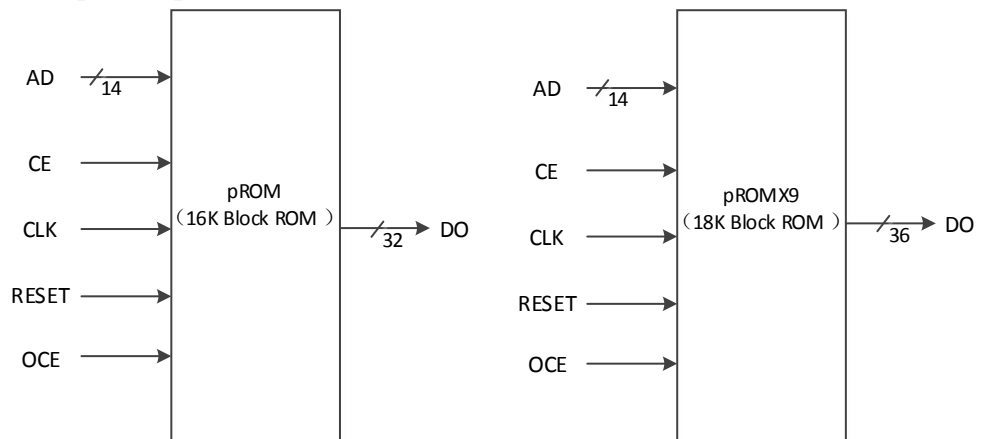 AD
14
CE
CLK
RESET
OCE
pROM
（16K Block ROM ）
32
DO
AD
14
CE
CLK
RESET
OCE
pROMX9
（18K Block ROM ）
36
DO